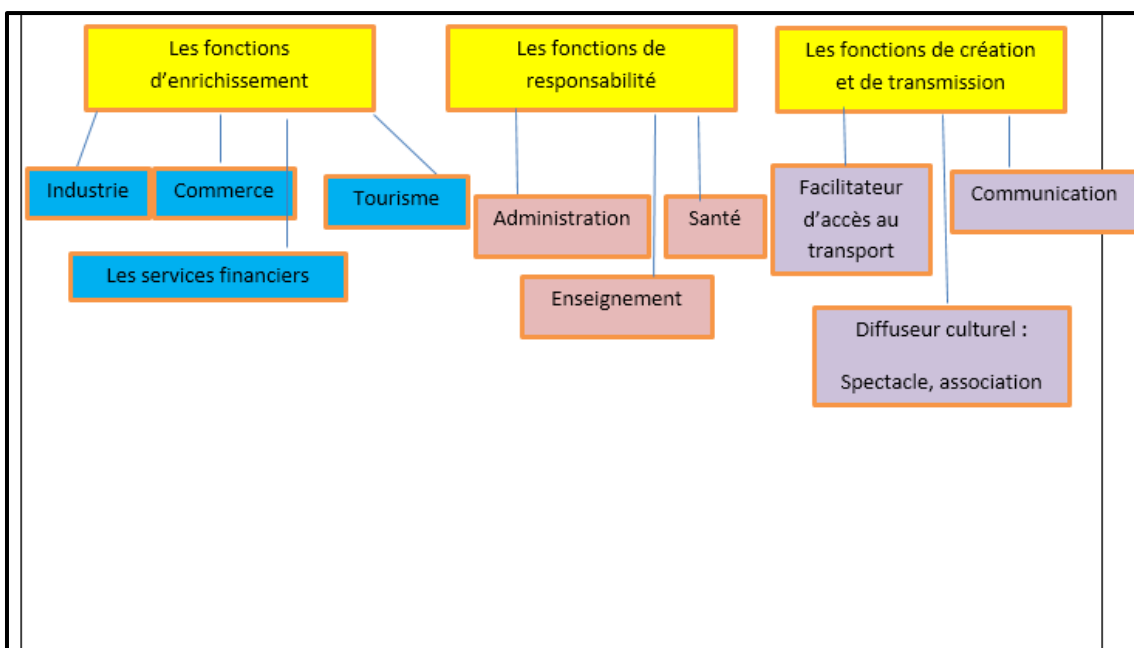 Les fonctions
d'enrichissement
Les fonctions de
responsabilité
Les fonctions de création
et de transmission
Industrie
Commerce
Tourisme
Les services financiers
Administration
Santé
Enseignement
Facilitateur
d'accès au
transport
Communication
Diffuseur culturel :
Spectacle, association